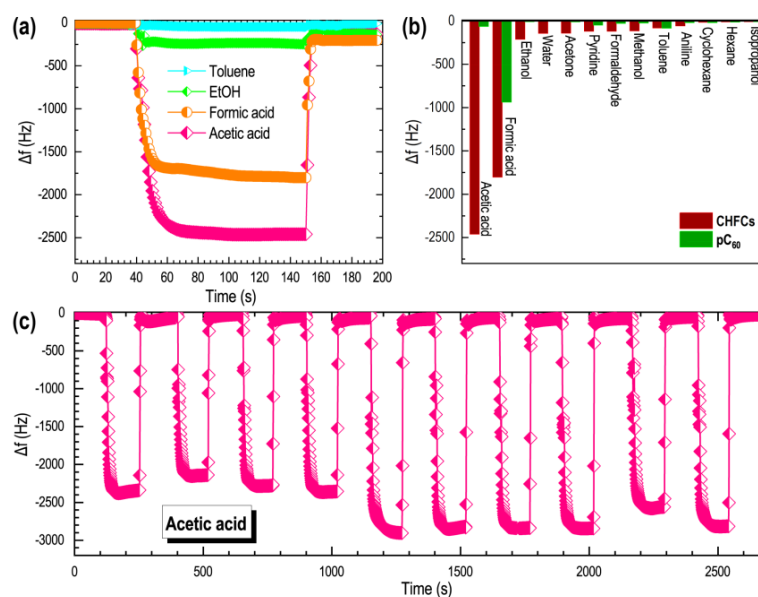 (a)
0
-500
-1000
-1500
-2000
-2500
Δf (Hz)
Toluene
EtOH
Formic acid
Acetic acid
0 20 40 60 80 100 120 140 160 180 200
Time (s)
(b)
0
-500
-1000
-1500
-2000
-2500
Δf (Hz)
Acetic acid
Formic acid
Ethanol
Water
Acetone
Pyridine
Formaldehyde
Methanol
Toluene
Aniline
Cyclohexane
Hexane
Isopropanol
CHFCs
pC₆₀
(c)
0
-500
-1000
-1500
-2000
-2500
-3000
Δf (Hz)
Acetic acid
0 500 1000 1500 2000 2500
Time (s)